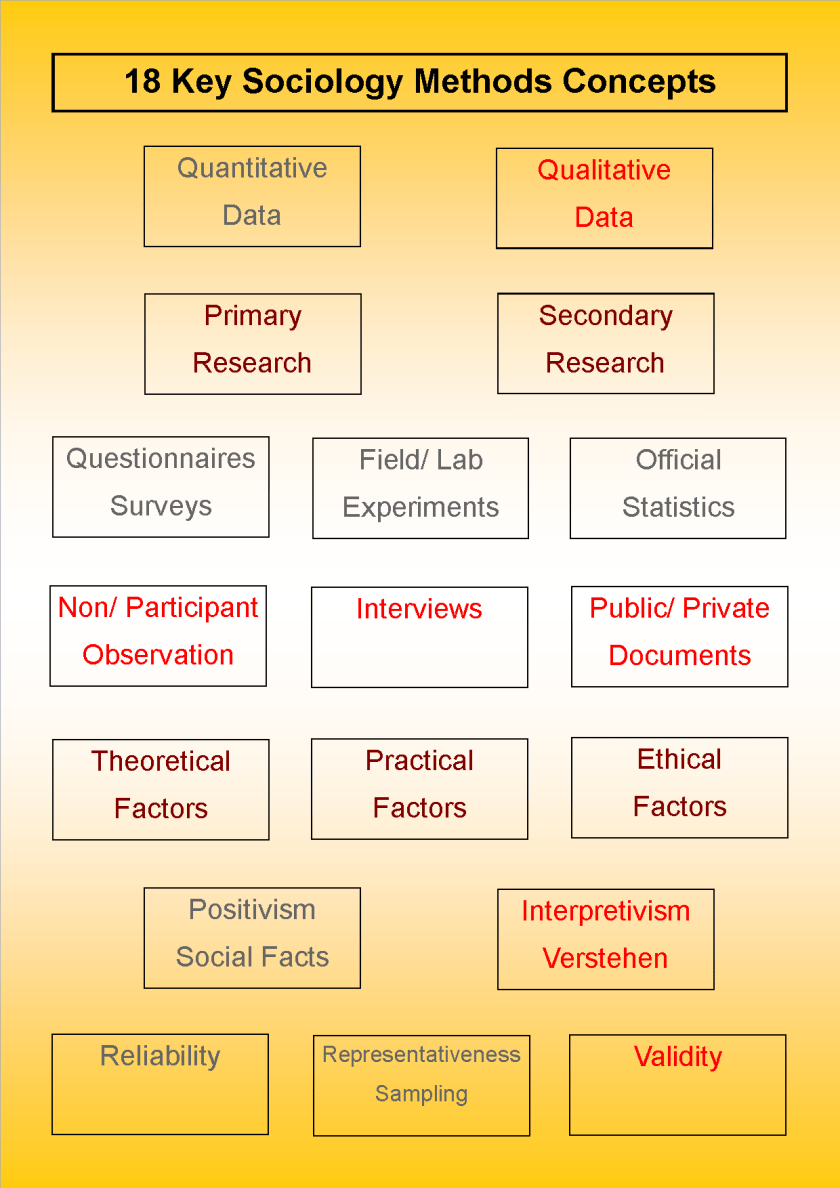 18 Key Sociology Methods Concepts
Quantitative
Data
Qualitative
Data
Primary
Research
Secondary
Research
Questionnaires
Surveys
Field/ Lab
Experiments
Official
Statistics
Non/ Participant
Observation
Interviews
Public/ Private
Documents
Theoretical
Factors
Practical
Factors
Ethical
Factors
Positivism
Social Facts
Interpretivism
Verstehen
Reliability
Representativeness
Sampling
Validity